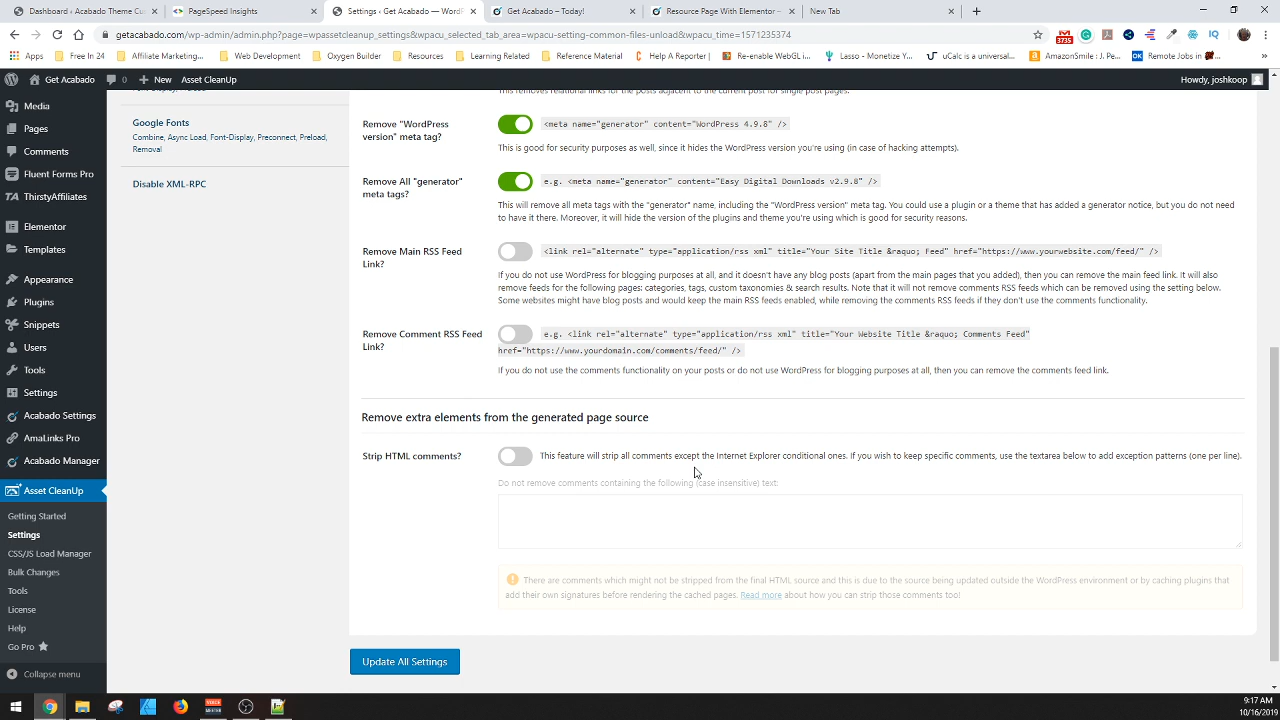 Dashboard ‹ Acabado Theme Cu
PageSpeed Insights
Settings ‹ Get Acabado — WordPr
Get Acabado – Today!
Resource Page With Elementor –
New Tab
getacabado.com/wp-admin/admin.php?page=wpassetcleanup_settings&wpacu_selected_tab_area=wpacu-setting-common-files-unload&wpacu_time=1571235374
3735
Apps
Free In 24
Affiliate Marketing...
Web Development
Oxygen Builder
Resources
Learning Related
Reference Material
Help A Reporter |
Re-enable WebGL i...
Lasso - Monetize Y...
uCalc is a universal...
AmazonSmile : J. Pe...
Remote Jobs in
Get Acabado
0
New
Asset CleanUp
Howdy, joshkoop
Media
Pages
Comments
Fluent Forms Pro
ThirstyAffiliates
Elementor
Templates
Appearance
Plugins
Snippets
Users
Tools
Settings
Acabado Settings
AmaLinks Pro
Acabado Manager
Asset CleanUp
Getting Started
Settings
CSS/JS Load Manager
Bulk Changes
Tools
License
Help
Go Pro
Collapse menu
Google Fonts
Combine, Async Load, Font-Display, Preconnect, Preload,
Removal
Disable XML-RPC
This removes relational links for the posts adjacent to the current post for single post pages.
Remove "WordPress
version" meta tag?
<meta name="generator" content="WordPress 4.9.8" />
This is good for security purposes as well, since it hides the WordPress version you're using (in case of hacking attempts).
Remove All "generator"
meta tags?
e.g. <meta name="generator" content="Easy Digital Downloads v2.9.8" />
This will remove all meta tags with the "generator" name, including the "WordPress version" meta tag. You could use a plugin or a theme that has added a generator notice, but you do not need
to have it there. Moreover, it will hide the version of the plugins and theme you're using which is good for security reasons.
Remove Main RSS Feed
Link?
<link rel="alternate" type="application/rss xml" title="Your Site Title &raquo; Feed" href="https://www.yourwebsite.com/feed/" />
If you do not use WordPress for blogging purposes at all, and it doesn't have any blog posts (apart from the main pages that you added), then you can remove the main feed link. It will also
remove feeds for the following pages: categories, tags, custom taxonomies & search results. Note that it will not remove comments RSS feeds which can be removed using the setting below.
Some websites might have blog posts and would keep the main RSS feeds enabled, while removing the comments RSS feeds if they don't use the comments functionality.
Remove Comment RSS Feed
Link?
e.g. <link rel="alternate" type="application/rss xml" title="Your Website Title &raquo; Comments Feed"
href="https://www.yourdomain.com/comments/feed/" />
If you do not use the comments functionality on your posts or do not use WordPress for blogging purposes at all, then you can remove the comments feed link.
Remove extra elements from the generated page source
Strip HTML comments?
This feature will strip all comments except the Internet Explorer conditional ones. If you wish to keep specific comments, use the textarea below to add exception patterns (one per line).
Do not remove comments containing the following (case insensitive) text:
There are comments which might not be stripped from the final HTML source and this is due to the source being updated outside the WordPress environment or by caching plugins that
add their own signatures before rendering the cached pages. Read more about how you can strip those comments too!
Update All Settings
9:17 AM
10/16/2019